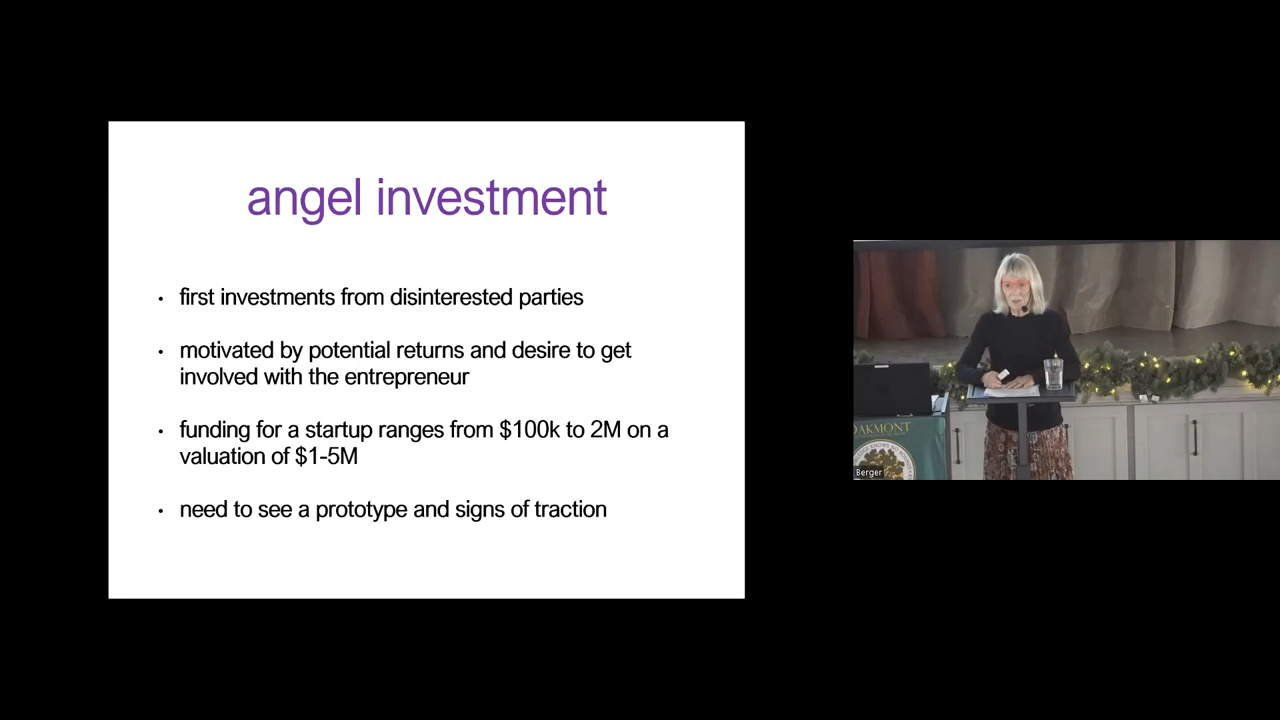 angel investment
• first investments from disinterested parties
• motivated by potential returns and desire to get
involved with the entrepreneur
• funding for a startup ranges from $100k to 2M on a
valuation of $1-5M
• need to see a prototype and signs of traction
OAKMONT
Berger